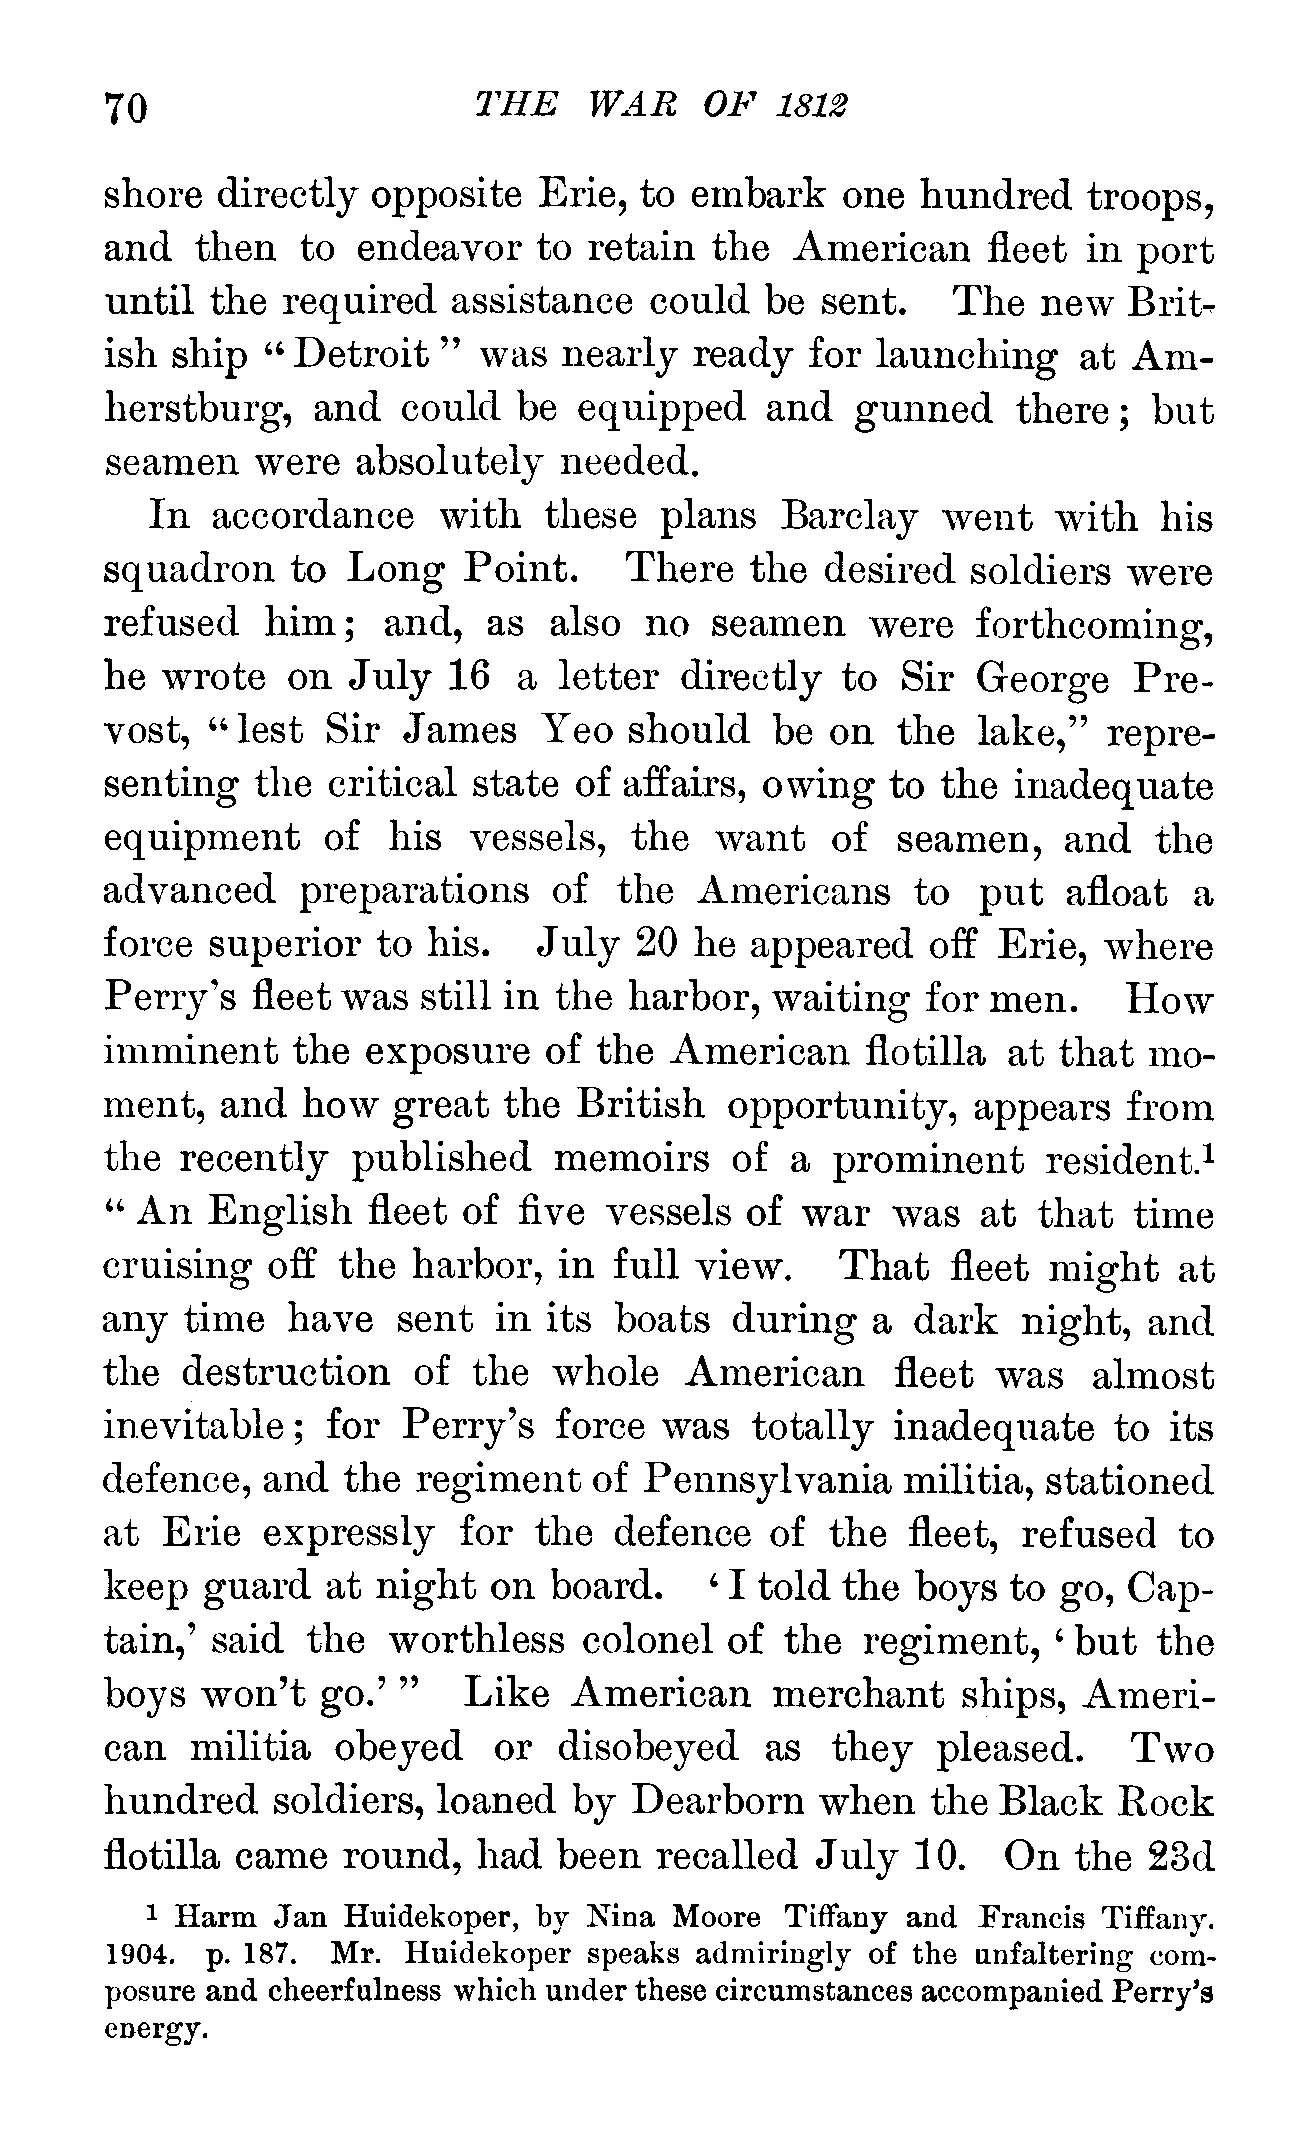 70 THE WAR OF 1812
shore directly opposite Erie, to embark one hundred troops,
and then to endeavor to retain the American fleet in port
until the required assistance could be sent. The new Brit-
ish ship “Detroit” was nearly ready for launching at Am-
herstburg, and could be equipped and gunned there; but
seamen were absolutely needed.
In accordance with these plans Barclay went with his
squadron to Long Point. There the desired soldiers were
refused him; and, as also no seamen were forthcoming,
he wrote on July 16 a letter directly to Sir George Pre-
vost, “lest Sir James Yeo should be on the lake,” repre-
senting the critical state of affairs, owing to the inadequate
equipment of his vessels, the want of seamen, and the
advanced preparations of the Americans to put afloat a
force superior to his. July 20 he appeared off Erie, where
Perry’s fleet was still in the harbor, waiting for men. How
imminent the exposure of the American flotilla at that mo-
ment, and how great the British opportunity, appears from
the recently published memoirs of a prominent resident.¹
“An English fleet of five vessels of war was at that time
cruising off the harbor, in full view. That fleet might at
any time have sent in its boats during a dark night, and
the destruction of the whole American fleet was almost
inevitable; for Perry’s force was totally inadequate to its
defence, and the regiment of Pennsylvania militia, stationed
at Erie expressly for the defence of the fleet, refused to
keep guard at night on board. ‘I told the boys to go, Cap-
tain,’ said the worthless colonel of the regiment, ‘but the
boys won’t go.’” Like American merchant ships, Ameri-
can militia obeyed or disobeyed as they pleased. Two
hundred soldiers, loaned by Dearborn when the Black Rock
flotilla came round, had been recalled July 10. On the 23d
¹ Harm Jan Huidekoper, by Nina Moore Tiffany and Francis Tiffany.
1904. p. 187. Mr. Huidekoper speaks admiringly of the unfaltering com-
posure and cheerfulness which under these circumstances accompanied Perry’s
energy.